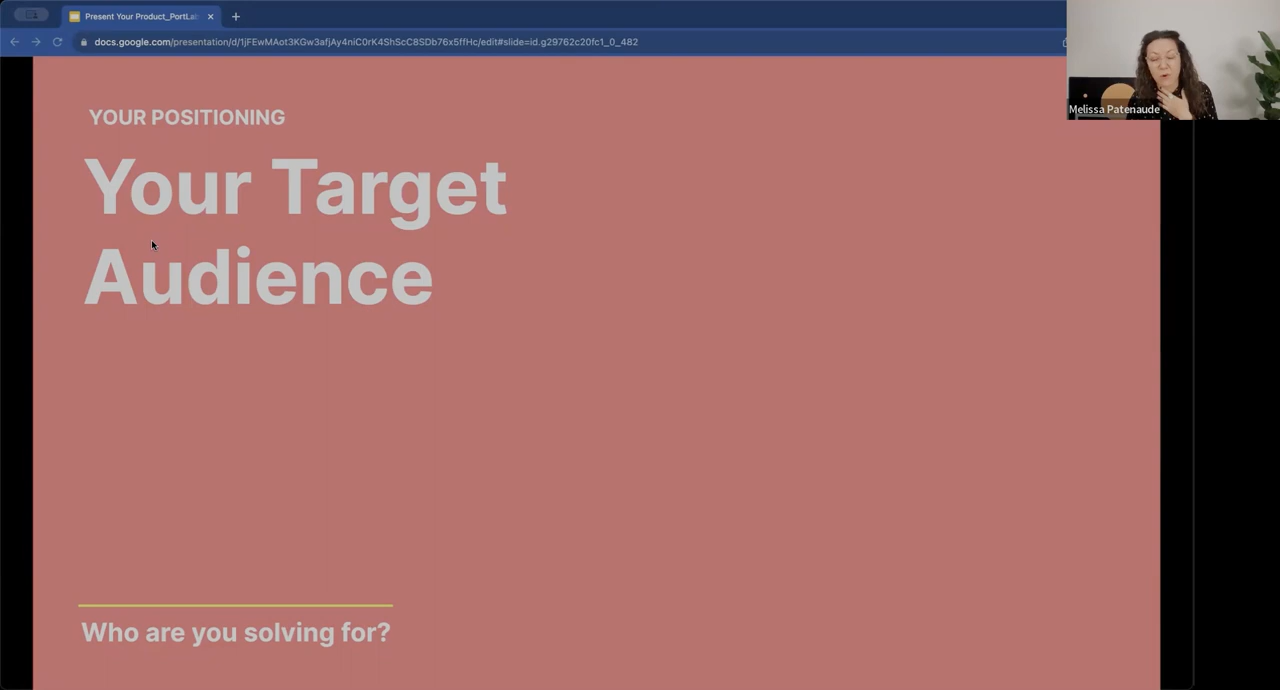 Present Your Product_PortLab
docs.google.com/presentation/d/1jFEwMAot3KGw3afjAy4niC0rK4ShScC8SDb76x5ffHc/edit#slide=id.g29762c20fc1_0_482
Melissa Patenaude
YOUR POSITIONING
Your Target
Audience
Who are you solving for?